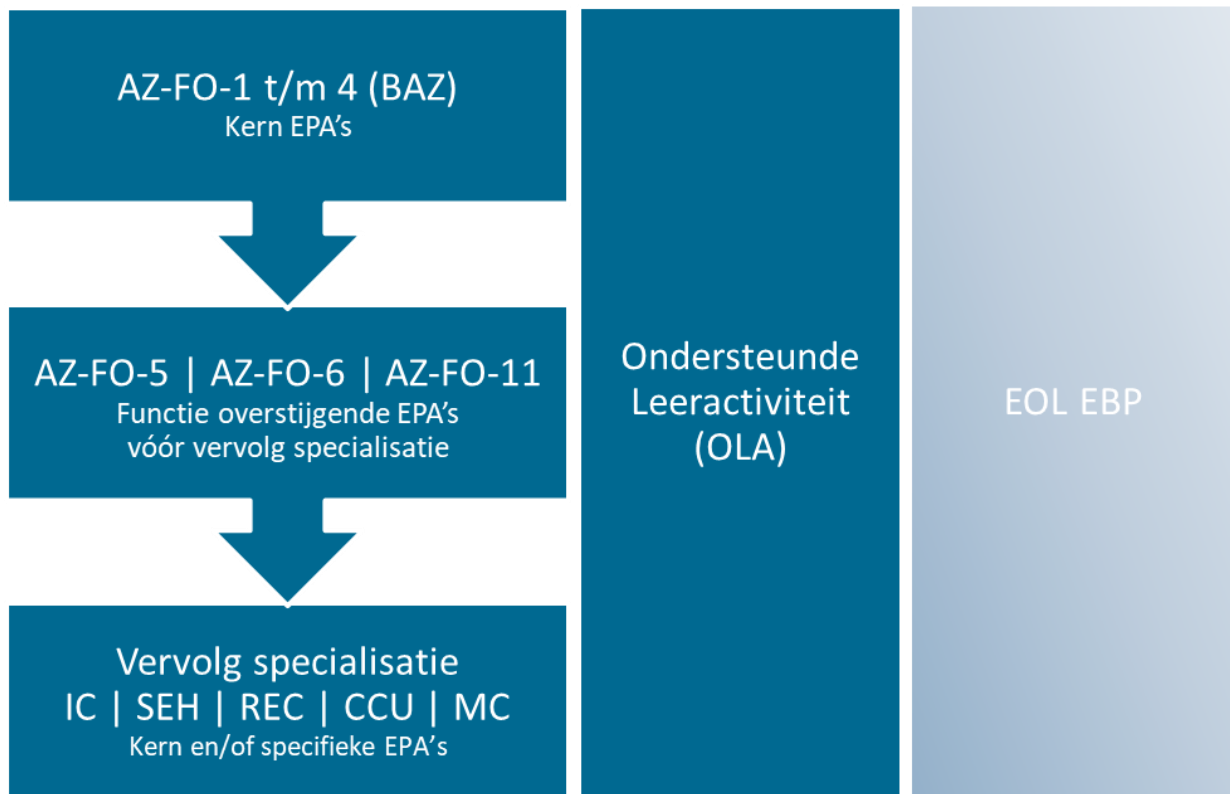 AZ-FO-1 t/m 4 (BAZ)
Kern EPA's
AZ-FO-5 | AZ-FO-6 | AZ-FO-11
Functie overstijgende EPA's
vóór vervolg specialisatie
Vervolg specialisatie
IC | SEH | REC | CCU | MC
Kern en/of specifieke EPA's
Ondersteunde
Leeractiviteit
(OLA)
EOL EBP